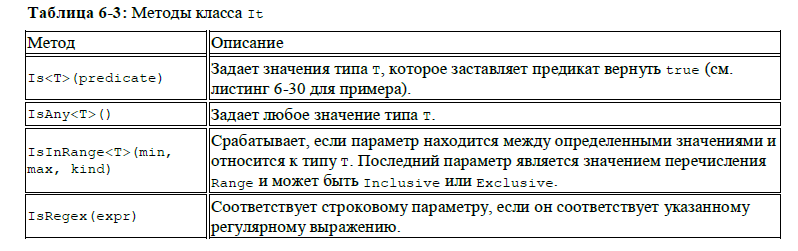 Таблица 6-3: Методы класса It
Метод Описание
Is<T>(predicate) Задает значения типа T, которое заставляет предикат вернуть true (см.
листинг 6-30 для примера).
IsAny<T>() Задает любое значение типа T.
IsInRange<T>(min,
max, kind)
Срабатывает, если параметр находится между определенными значениями и
относится к типу T. Последний параметр является значением перечисления
Range и может быть Inclusive или Exclusive.
IsRegex(expr)
Соответствует строковому параметру, если он соответствует указанному
регулярному выражению.